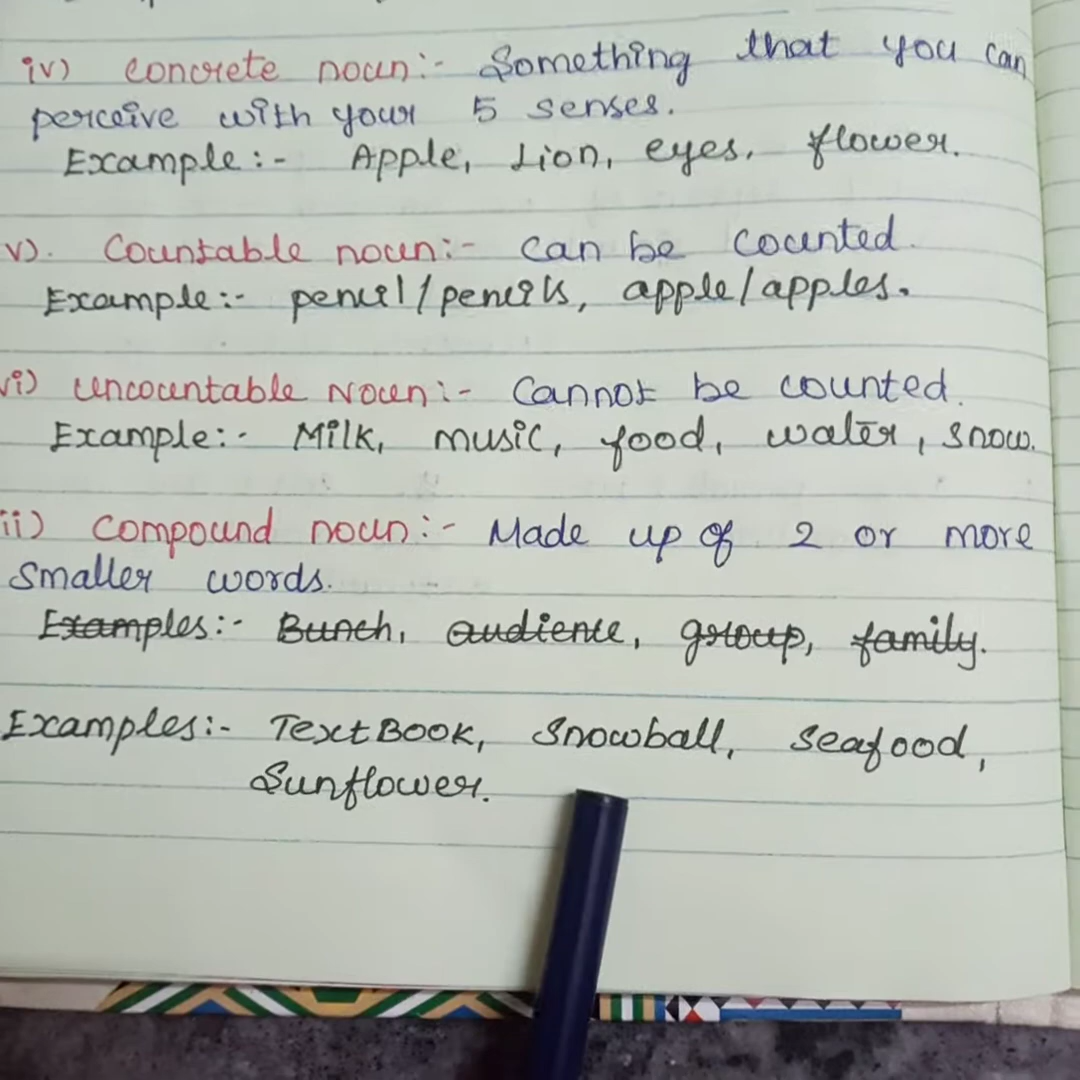 iv) concrete noun:- Something that you can
perceive with your 5 senses.
Example:- Apple, Lion, eyes, flower.
v). Countable noun:- can be counted.
Example:- pencil/pencils, apple/apples.
vi) uncountable Noun:- Cannot be counted.
Example:- Milk, music, food, water, snow.
ii) compound noun:- Made up of 2 or more
smaller words.
Examples:- Bunch, audience, group, family.
Examples:- TextBook, Snowball, Seafood,
Sunflower.